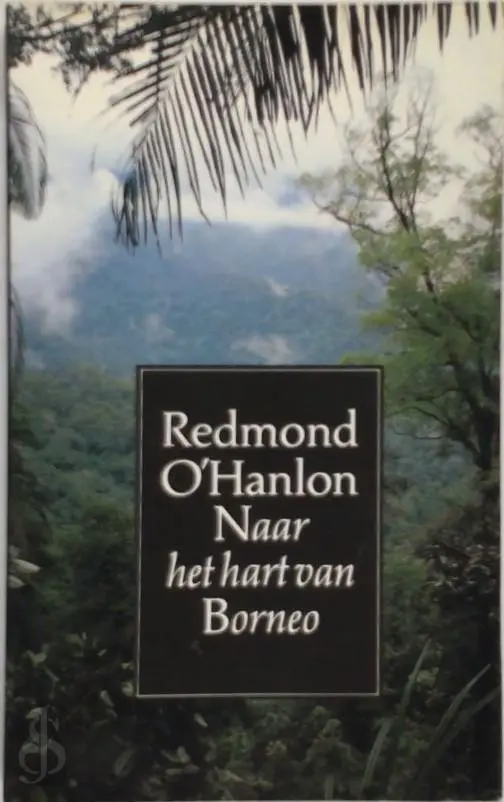 Redmond
O'Hanlon
Naar
het hart van
Borneo